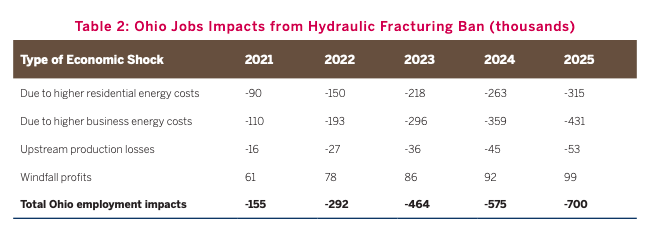 Table 2: Ohio Jobs Impacts from Hydraulic Fracturing Ban (thousands)
Type of Economic Shock 2021 2022 2023 2024 2025
Due to higher residential energy costs -90 -150 -218 -263 -315
Due to higher business energy costs -110 -193 -296 -359 -431
Upstream production losses -16 -27 -36 -45 -53
Windfall profits 61 78 86 92 99
Total Ohio employment impacts -155 -292 -464 -575 -700